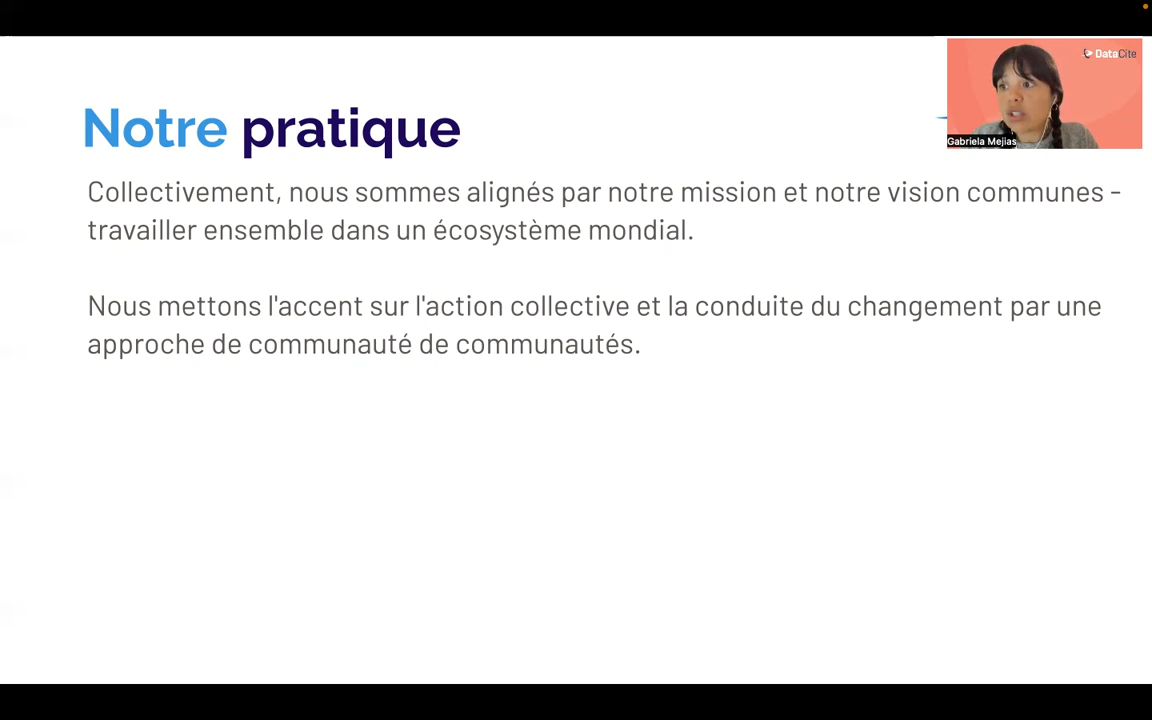 DataCite
Gabriela Mejias
Notre pratique
Collectivement, nous sommes alignés par notre mission et notre vision communes -
travailler ensemble dans un écosystème mondial.
Nous mettons l'accent sur l'action collective et la conduite du changement par une
approche de communauté de communautés.